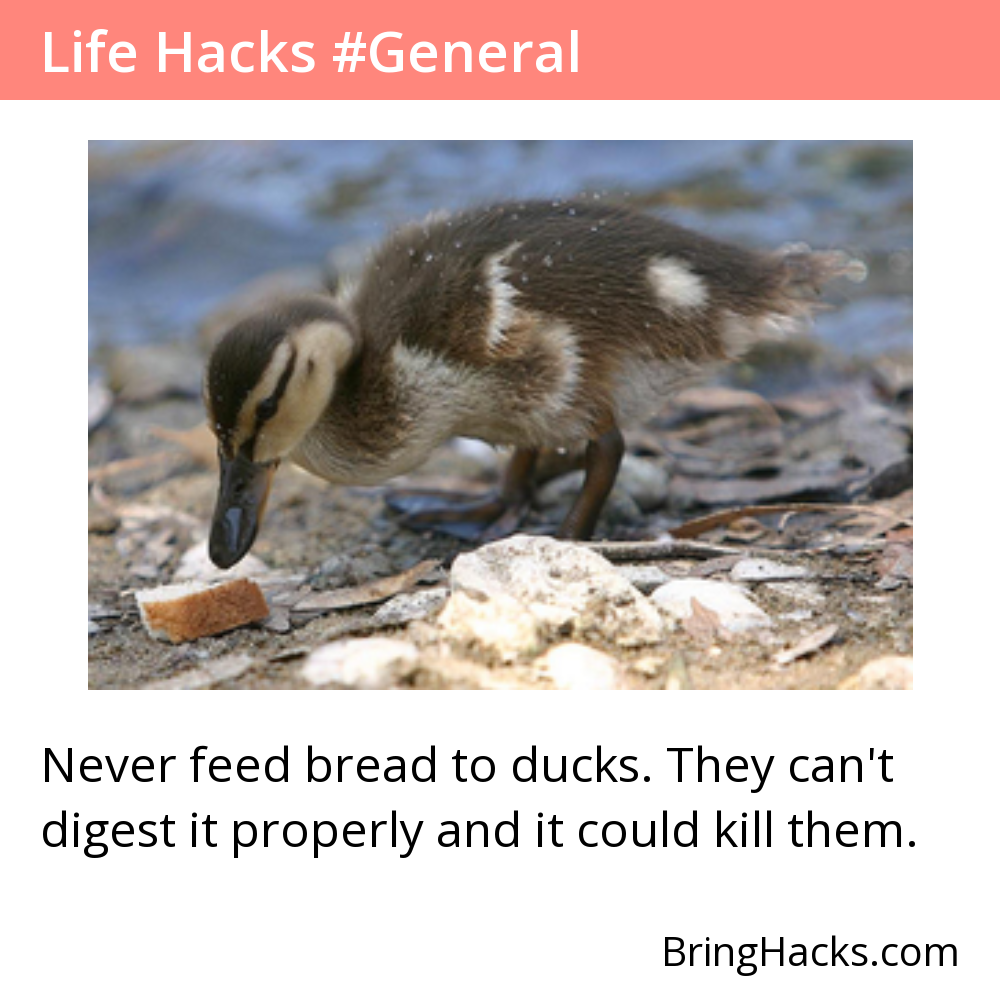 Life Hacks #General
Never feed bread to ducks. They can't
digest it properly and it could kill them.
BringHacks.com